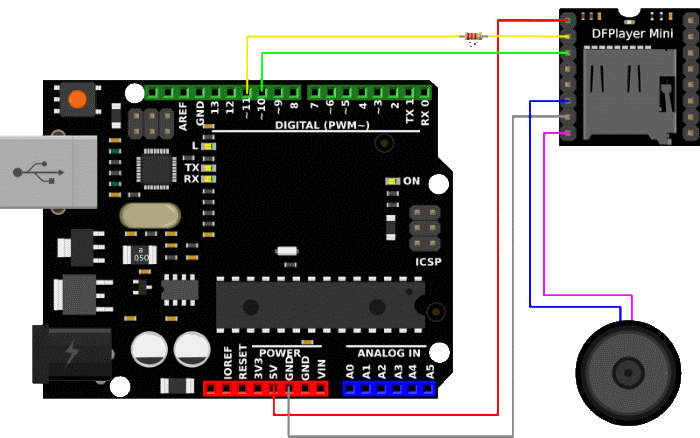 DFPlayer Mini
AREF
GND
13
12
~11
~10
~9
8
7
~6
~5
~4
~3
2
TX 1
RX 0
DIGITAL (PWM~)
L
TX
RX
ON
ICSP
a
050
IOREF
RESET
3V3
5V
GND
GND
VIN
POWER
ANALOG IN
A0
A1
A2
A3
A4
A5